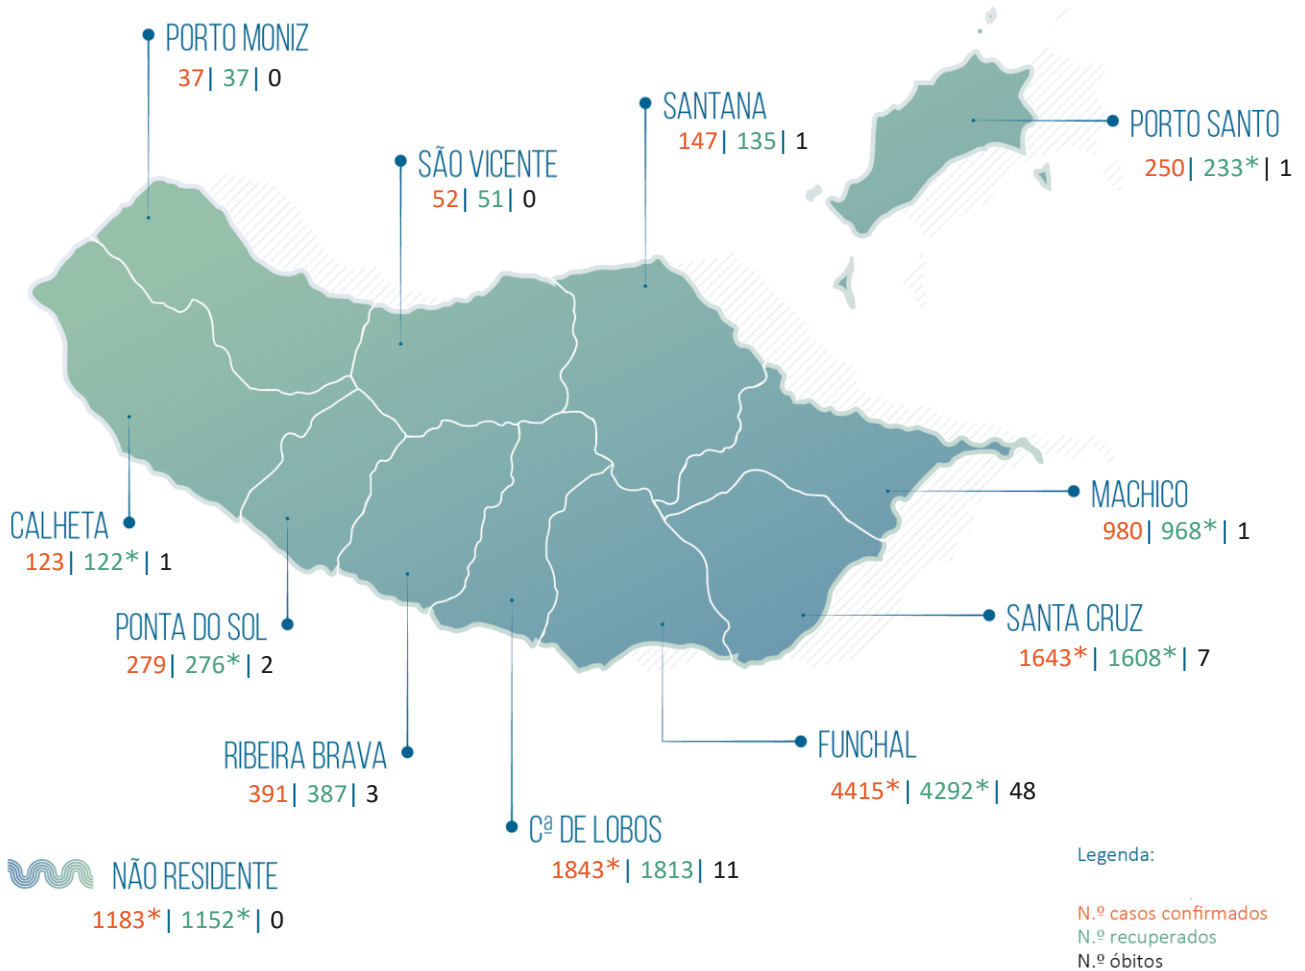 PORTO MONIZ
37| 37| 0
SANTANA
147| 135| 1
PORTO SANTO
250| 233*| 1
SÃO VICENTE
52| 51| 0
MACHICO
980| 968*| 1
CALHETA
123| 122*| 1
PONTA DO SOL
279| 276*| 2
SANTA CRUZ
1643*| 1608*| 7
RIBEIRA BRAVA
391| 387| 3
FUNCHAL
4415*| 4292*| 48
Cª DE LOBOS
1843*| 1813| 11
NÃO RESIDENTE
1183*| 1152*| 0
Legenda:
N.º casos confirmados
N.º recuperados
N.º óbitos